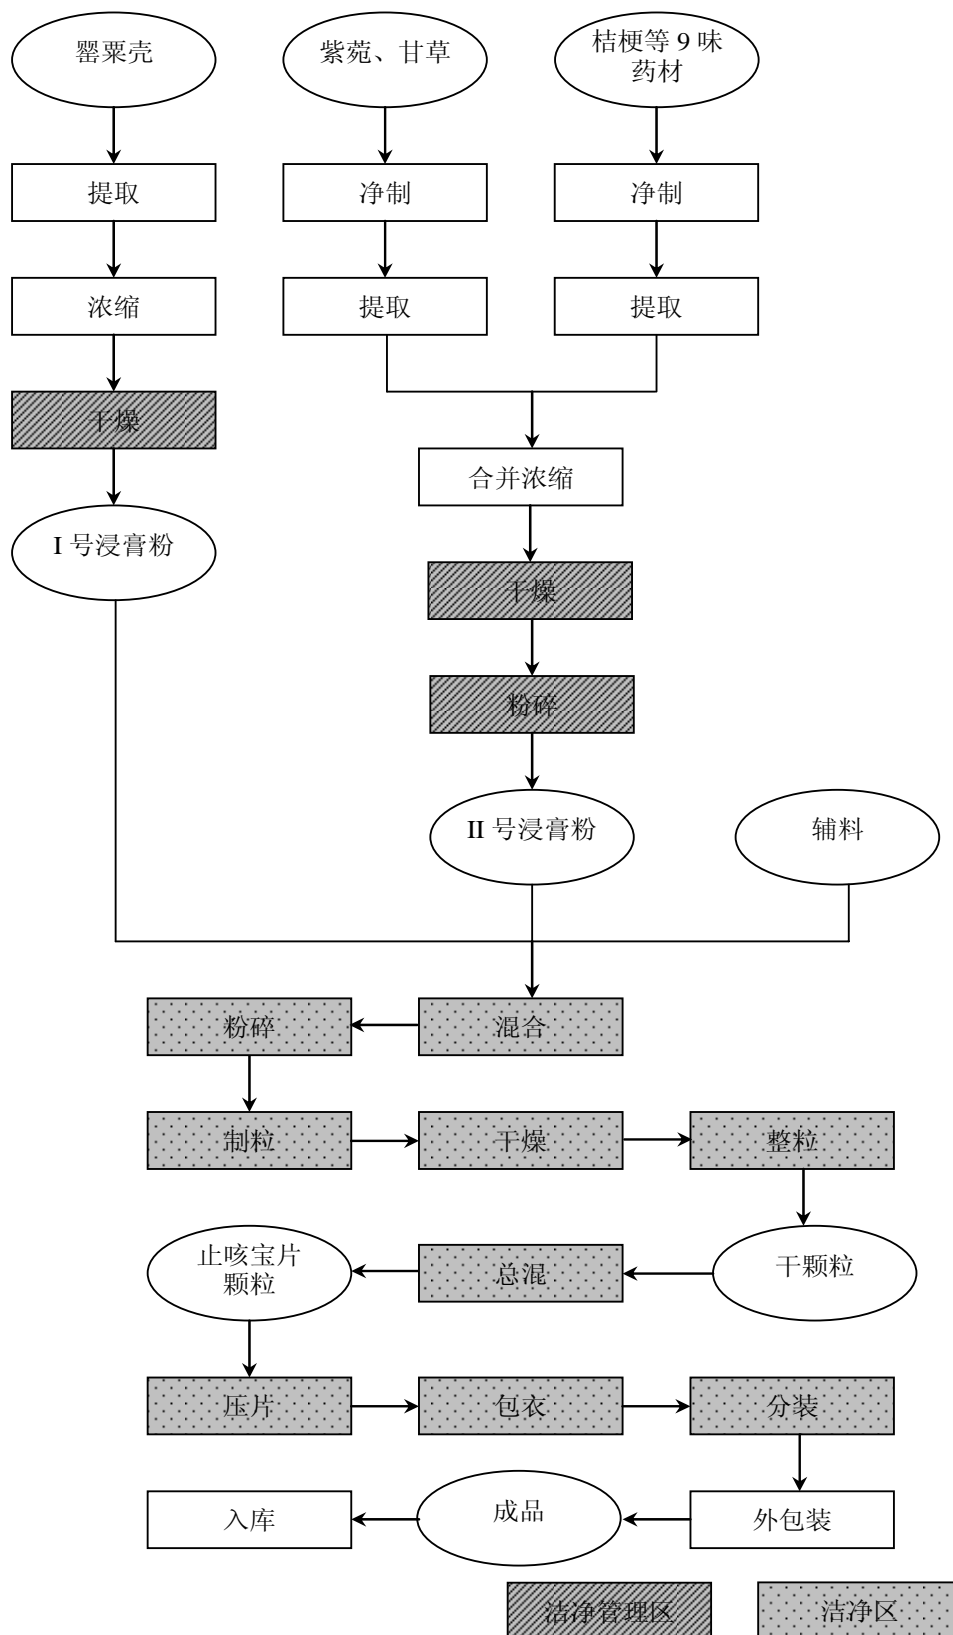 罂粟壳
紫菀、甘草
桔梗等 9 味
药材
提取
净制
净制
浓缩
提取
提取
干燥
合并浓缩
I 号浸膏粉
干燥
粉碎
II 号浸膏粉
辅料
粉碎
混合
制粒
干燥
整粒
止咳宝片
颗粒
总混
干颗粒
压片
包衣
分装
入库
成品
外包装
洁净管理区
洁净区